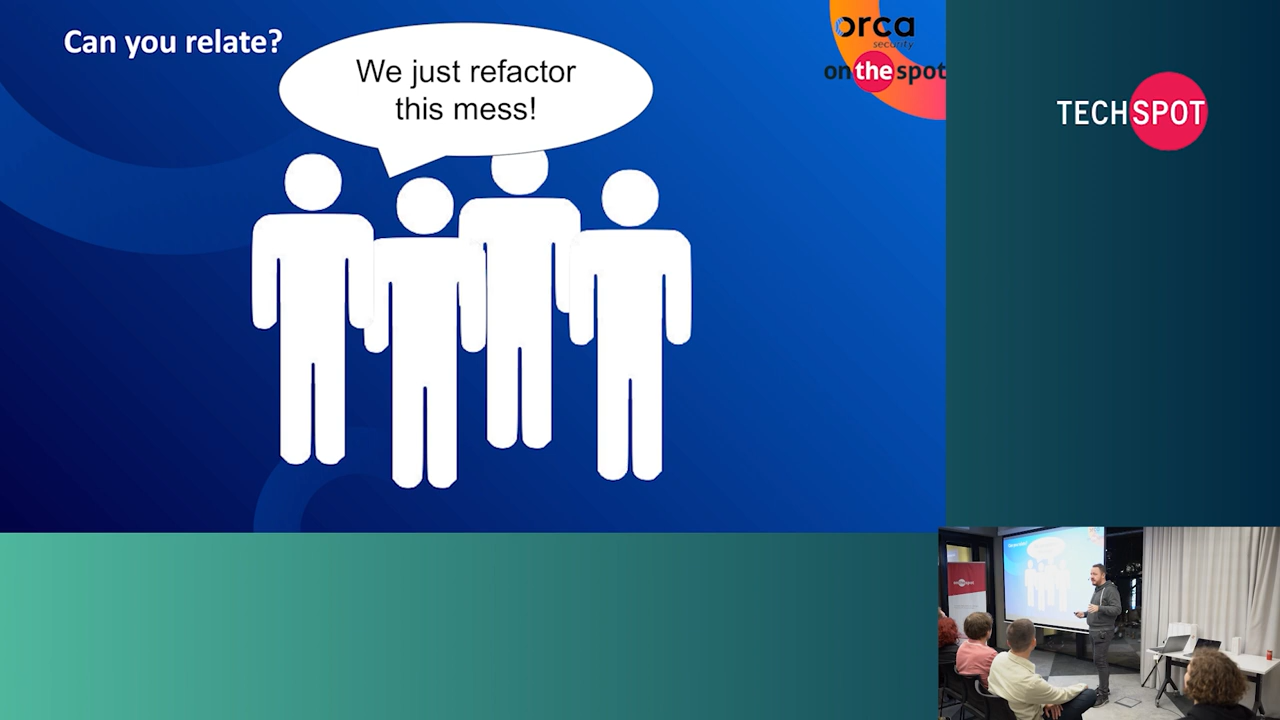 Can you relate?
We just refactor
this mess!
orca
security
on the spot
TECHSPOT